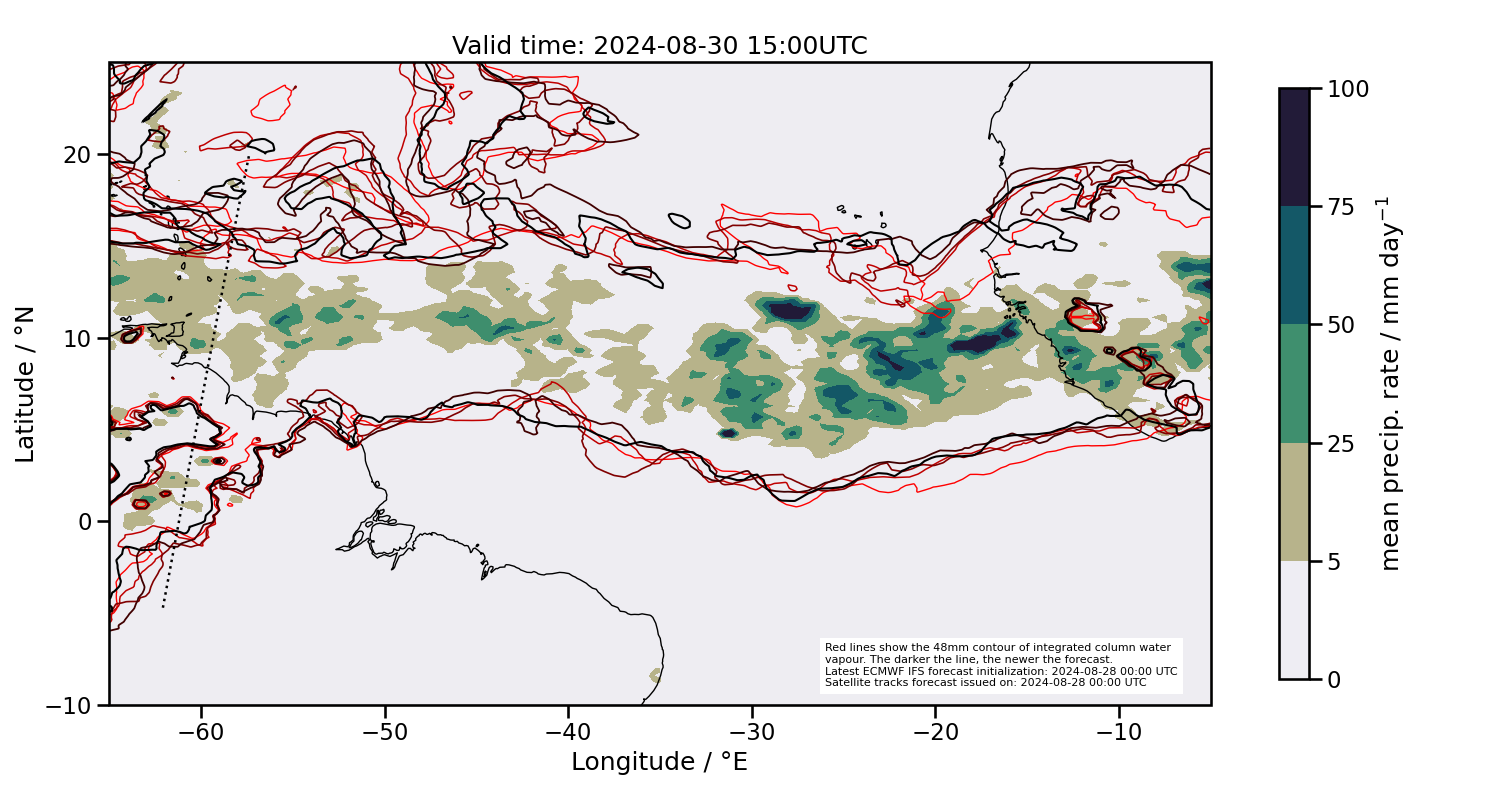 Valid time: 2024-08-30 15:00UTC
Latitude / °N
20
10
0
−10
−60
−50
−40
−30
−20
−10
Longitude / °E
Red lines show the 48mm contour of integrated column water
vapour. The darker the line, the newer the forecast.
Latest ECMWF IFS forecast initialization: 2024-08-28 00:00 UTC
Satellite tracks forecast issued on: 2024-08-28 00:00 UTC
100
75
50
25
5
0
mean precip. rate / mm day⁻¹